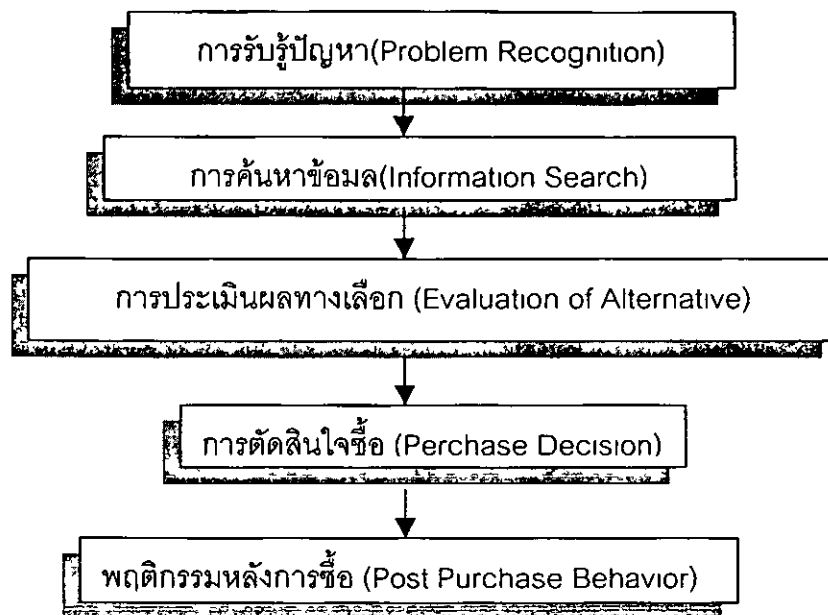 การรับรู้ปัญหา(Problem Recognition)
การค้นหาข้อมล(Information Search)
การประเมินผลทางเลือก (Evaluation of Alternative)
การตัดสินใจซื้อ (Perchase Decision)
พฤติกรรมหลังการซื้อ (Post Purchase Behavior)